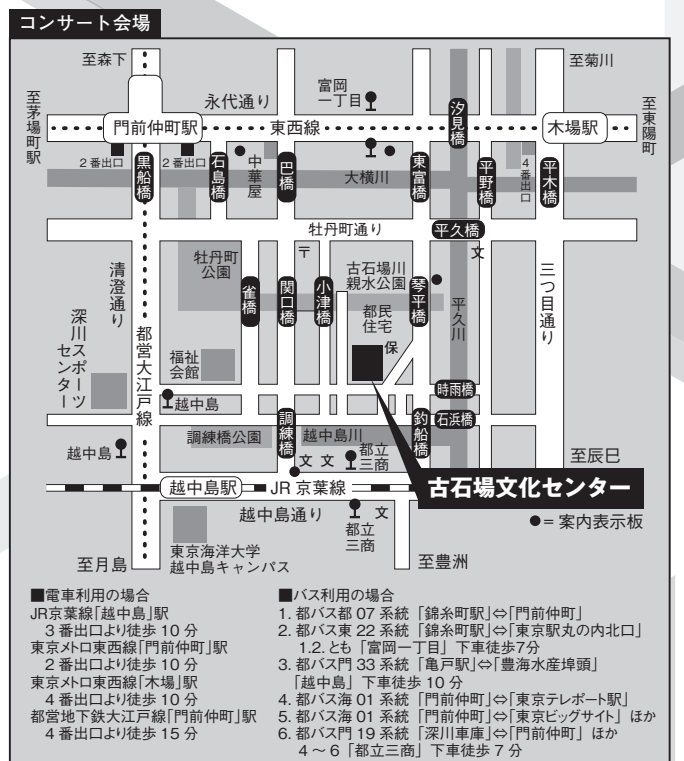 コンサート会場
至森下
至菊川
富岡
一丁目
永代通り
至茅場町駅
門前仲町駅
東西線
汐見橋
木場駅
至東陽町
2番出口
黒船橋
2番出口
石島橋
中華屋
巴橋
大横川
東富橋
平野橋
4番出口
平木橋
牡丹町通り
平久橋
文
〒
牡丹町
公園
古石場川
親水公園
清澄通り
雀橋
関口橋
小津橋
琴平橋
平久川
三つ目通り
都民
住宅
保
深川スポーツセンター
都営大江戸線
福祉
会館
時雨橋
越中島
調練橋
釣船橋
石浜橋
越中島
調練橋公園
越中島川
都立
三商
文 文
至辰巳
越中島駅
JR 京葉線
古石場文化センター
越中島通り
文
都立
三商
●= 案内表示板
東京海洋大学
越中島キャンパス
至月島
至豊洲
■電車利用の場合
JR京葉線「越中島」駅
3 番出口より徒歩 10 分
東京メトロ東西線「門前仲町」駅
2 番出口より徒歩 10 分
東京メトロ東西線「木場」駅
4 番出口より徒歩 10 分
都営地下鉄大江戸線「門前仲町」駅
4 番出口より徒歩 15 分
■バス利用の場合
1. 都バス都 07 系統 「錦糸町駅」⇔「門前仲町」
2. 都バス東 22 系統 「錦糸町駅」⇔「東京駅丸の内北口」
1.2. とも 「富岡一丁目」 下車徒歩7分
3. 都バス門 33 系統 「亀戸駅」⇔「豊海水産埠頭」
「越中島」 下車徒歩 10 分
4. 都バス海 01 系統 「門前仲町」⇔「東京テレポート駅」
5. 都バス海 01 系統 「門前仲町」⇔「東京ビッグサイト」 ほか
6. 都バス門 19 系統 「深川車庫」⇔「門前仲町」 ほか
4 ～ 6 「都立三商」 下車徒歩 7 分